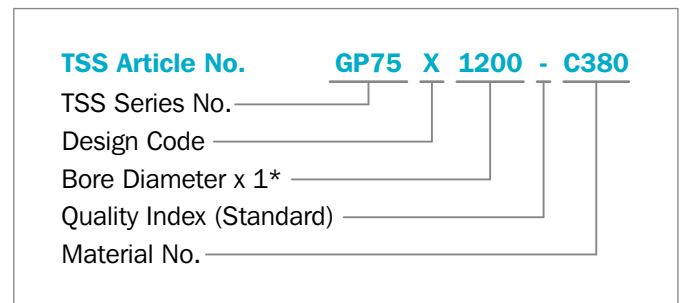 TSS Article No. GP75 X 1200 - C380
TSS Series No.
Design Code
Bore Diameter x 1*
Quality Index (Standard)
Material No.